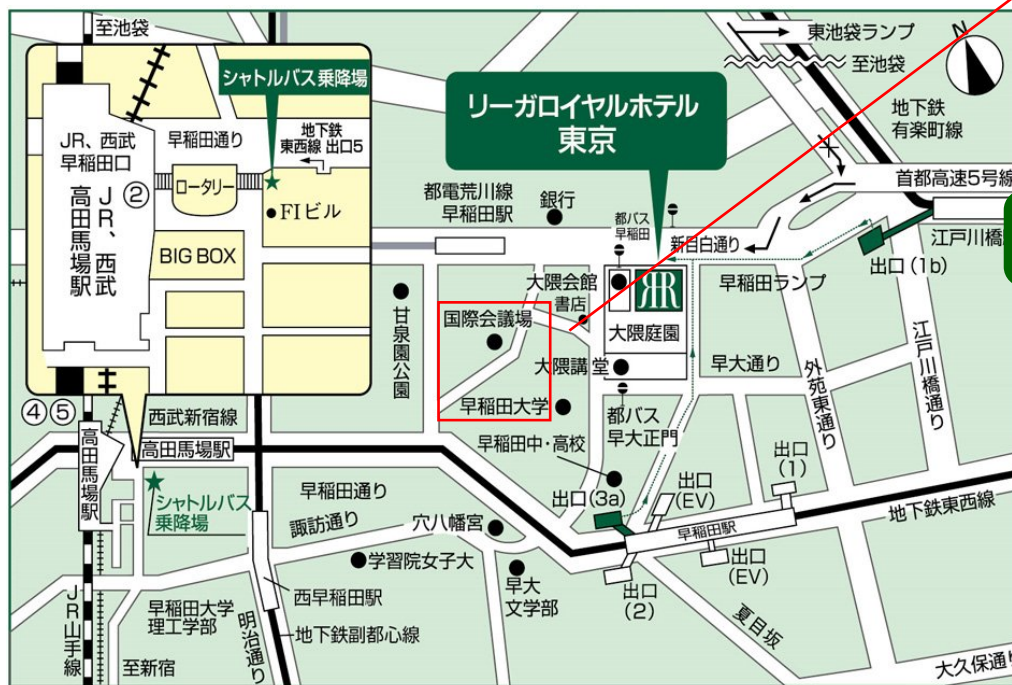 至池袋
シャトルバス乗降場
JR、西武
早稲田口
早稲田通り
地下鉄
東西線 出口5
②
ロータリー
JR、西武
高田馬場駅
FIビル
BIG BOX
④⑤
リーガロイヤルホテル
東京
N
東池袋ランプ
至池袋
地下鉄
有楽町線
首都高速5号線
都電荒川線
早稲田駅
銀行
都バス
早稲田
新目白通り
江戸川橋
出口(1b)
早稲田ランプ
大隈会館
書店
RR
大隈庭園
国際会議場
甘泉園公園
大隈講堂
早大通り
外苑東通り
江戸川橋通り
早稲田大学
都バス
早大正門
早稲田中・高校
西武新宿線
高田馬場駅
高田馬場駅
シャトルバス
乗降場
早稲田通り
諏訪通り
穴八幡宮
出口(3a)
出口
(EV)
出口
(1)
早稲田駅
地下鉄東西線
学習院女子大
早大
文学部
出口
(2)
出口
(EV)
西早稲田駅
早稲田大学
理工学部
明治通り
地下鉄副都心線
JR山手線
至新宿
夏目坂
大久保通り